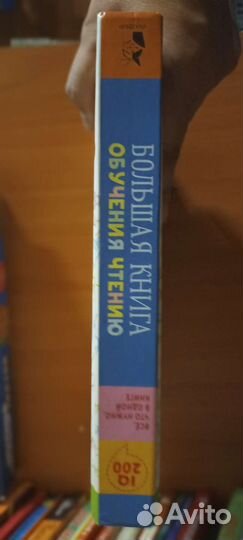 БОЛЬШАЯ КНИГА
ОБУЧЕНИЯ ЧТЕНИЮ
ВСЁ,
ЧТО НУЖНО,
В ОДНОЙ
КНИГЕ
IQ
200
Avito